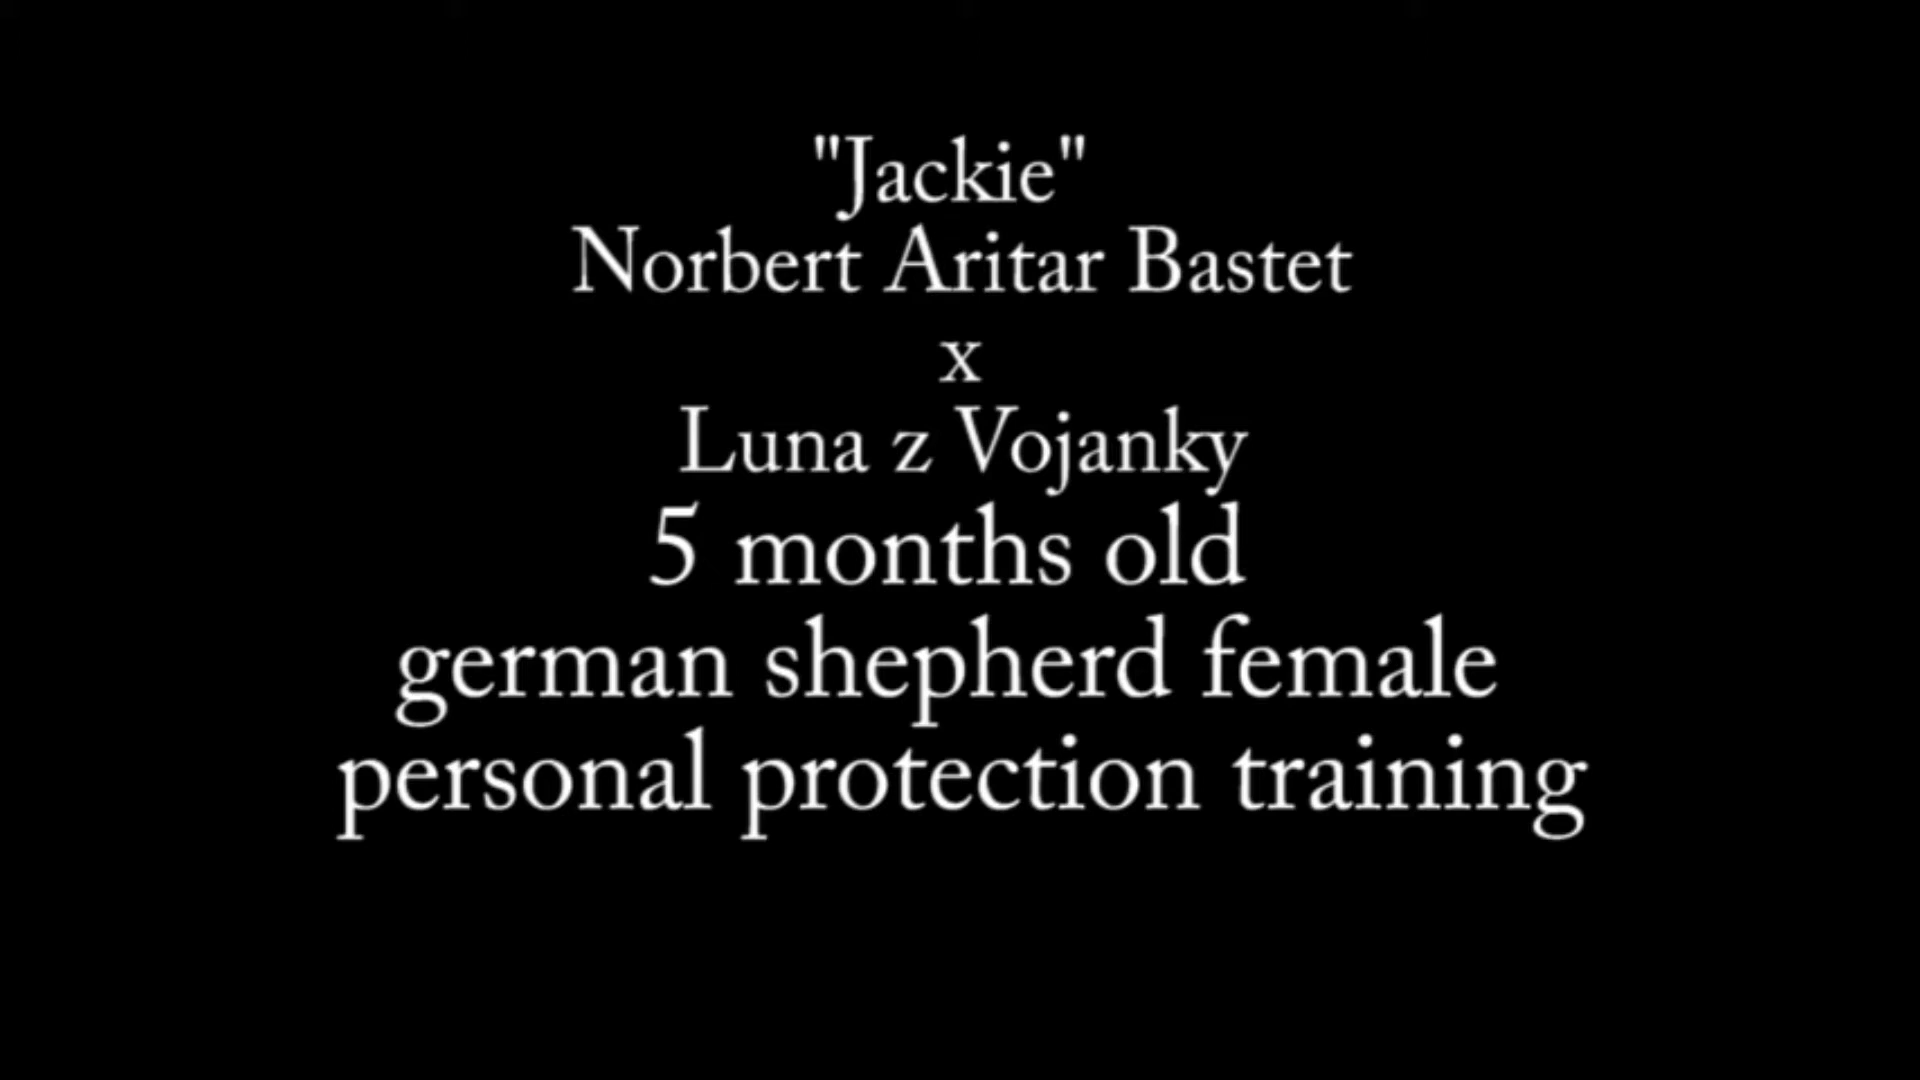 "Jackie"
Norbert Aritar Bastet
x
Luna z Vojanky
5 months old
german shepherd female
personal protection training